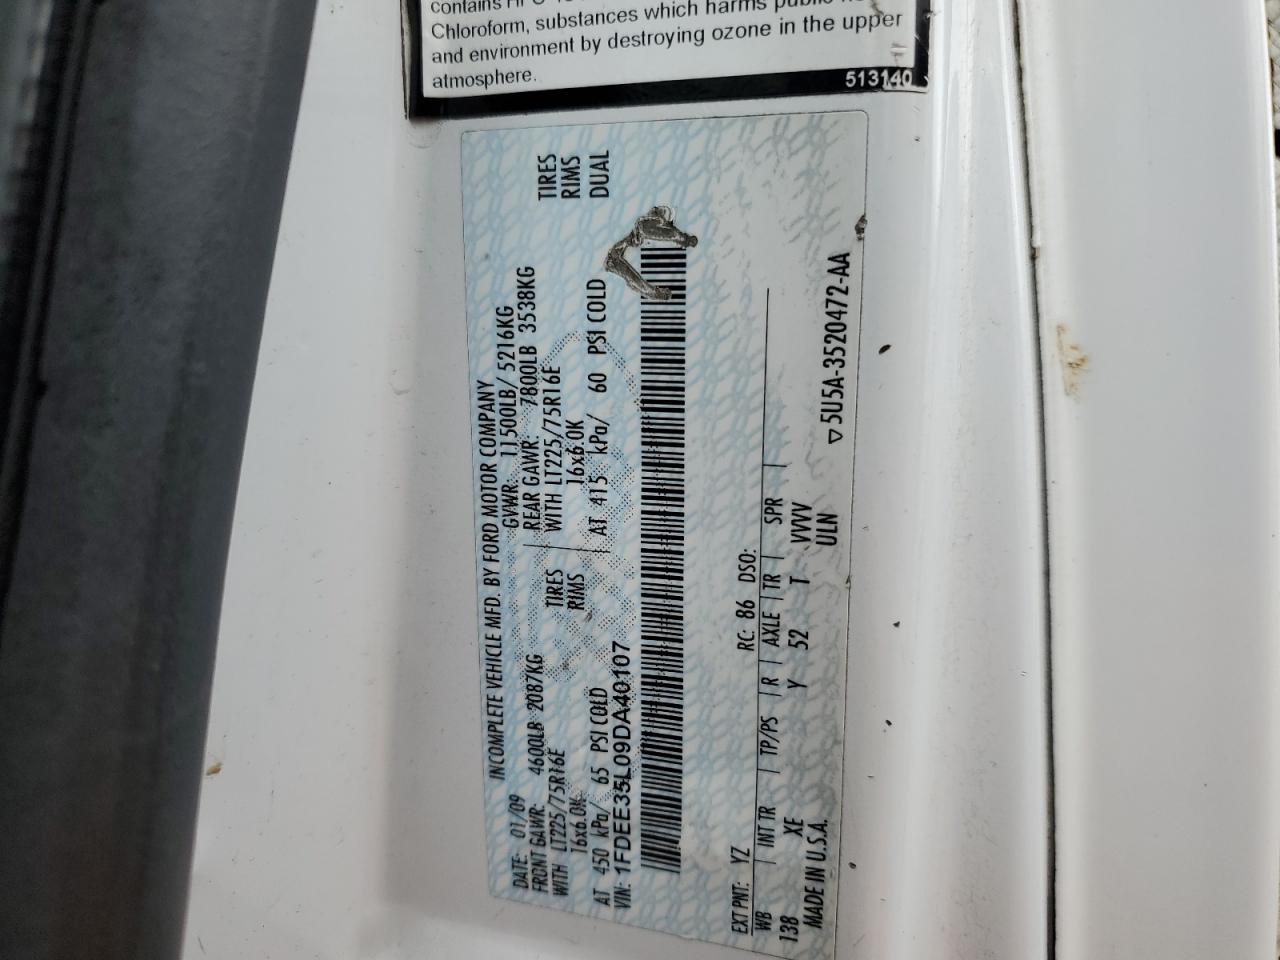 Chloroform, substances which harms public
and environment by destroying ozone in the upper
atmosphere.
513140
INCOMPLETE VEHICLE MFD. BY FORD MOTOR COMPANY
DATE: 01/09 GVWR: 11500LB/ 5216KG
FRONT GAWR: 4600LB 2087KG REAR GAWR: 7800LB 3538KG
WITH LT225/75R16E TIRES WITH LT225/75R16E TIRES
16x6.0K RIMS 16x6.0K RIMS
AT 450 kPa/ 65 PSI COLD AT 415 kPa/ 60 PSI COLD DUAL
VIN: 1FDEE35L09DA40107
EXT PNT: YZ RC: 86 DSO:
WB INT TR TP/PS R AXLE TR SPR
138 XE Y 52 T VVVV
MADE IN U.S.A. ULN
▽5U5A-3520472-AA